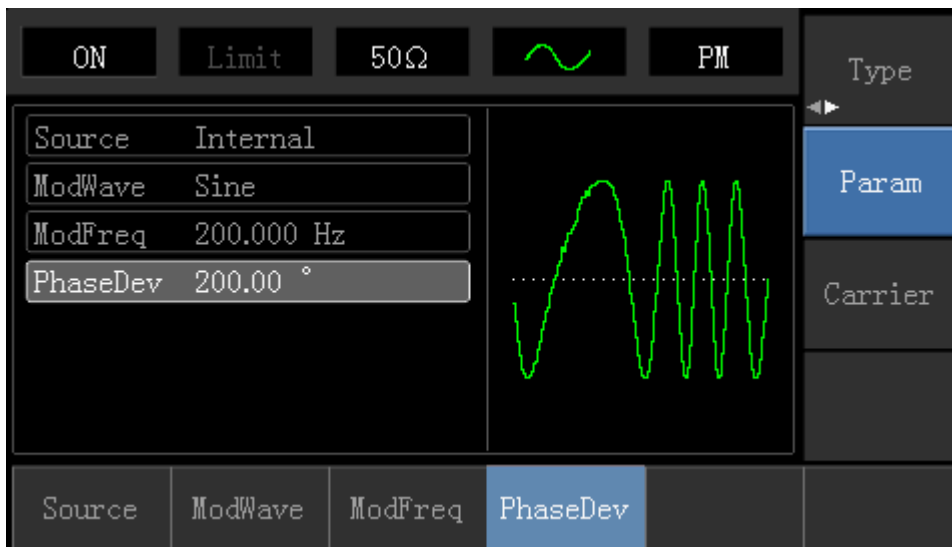 ON Limit 50Ω PM
Type
Source Internal
ModWave Sine
ModFreq 200.000 Hz
PhaseDev 200.00 °
Param
Carrier
Source ModWave ModFreq PhaseDev